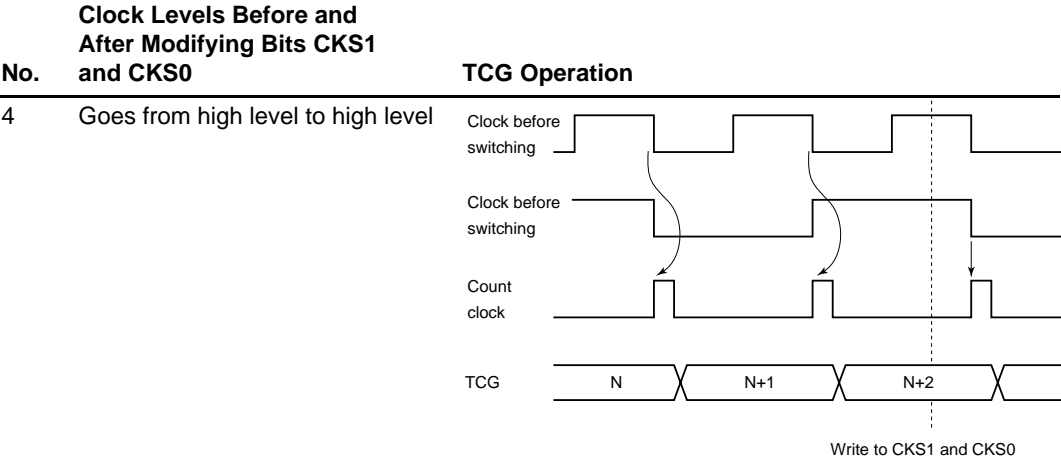 Clock Levels Before and
After Modifying Bits CKS1
No. and CKS0 TCG Operation
4 Goes from high level to high level
Clock before
switching
Clock before
switching
Count
clock
TCG N N+1 N+2
Write to CKS1 and CKS0